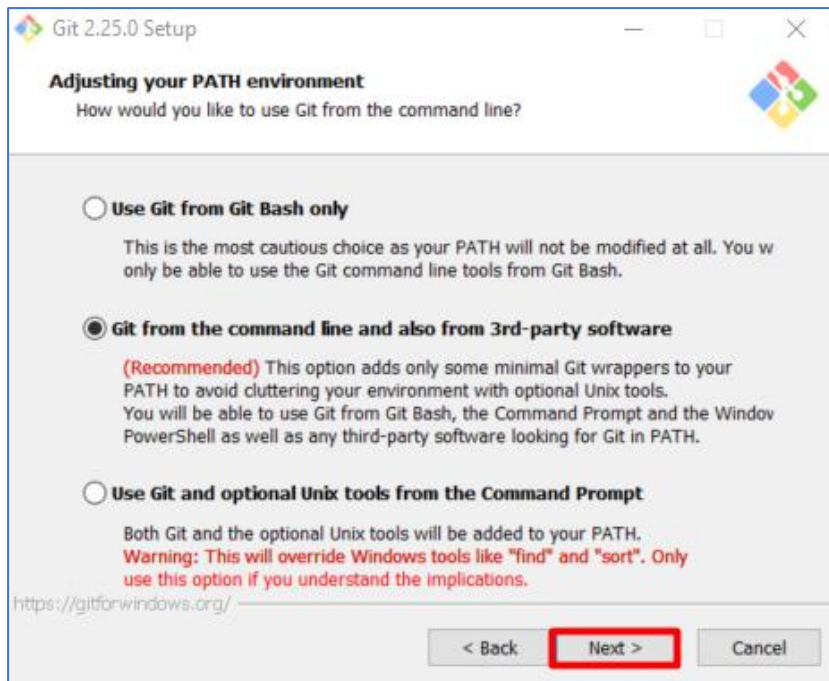 Git 2.25.0 Setup
Adjusting your PATH environment
How would you like to use Git from the command line?
Use Git from Git Bash only
This is the most cautious choice as your PATH will not be modified at all. You w
only be able to use the Git command line tools from Git Bash.
Git from the command line and also from 3rd-party software
(Recommended) This option adds only some minimal Git wrappers to your
PATH to avoid cluttering your environment with optional Unix tools.
You will be able to use Git from Git Bash, the Command Prompt and the Window
PowerShell as well as any third-party software looking for Git in PATH.
Use Git and optional Unix tools from the Command Prompt
Both Git and the optional Unix tools will be added to your PATH.
Warning: This will override Windows tools like "find" and "sort". Only
use this option if you understand the implications.
https://gitforwindows.org/
< Back Next > Cancel